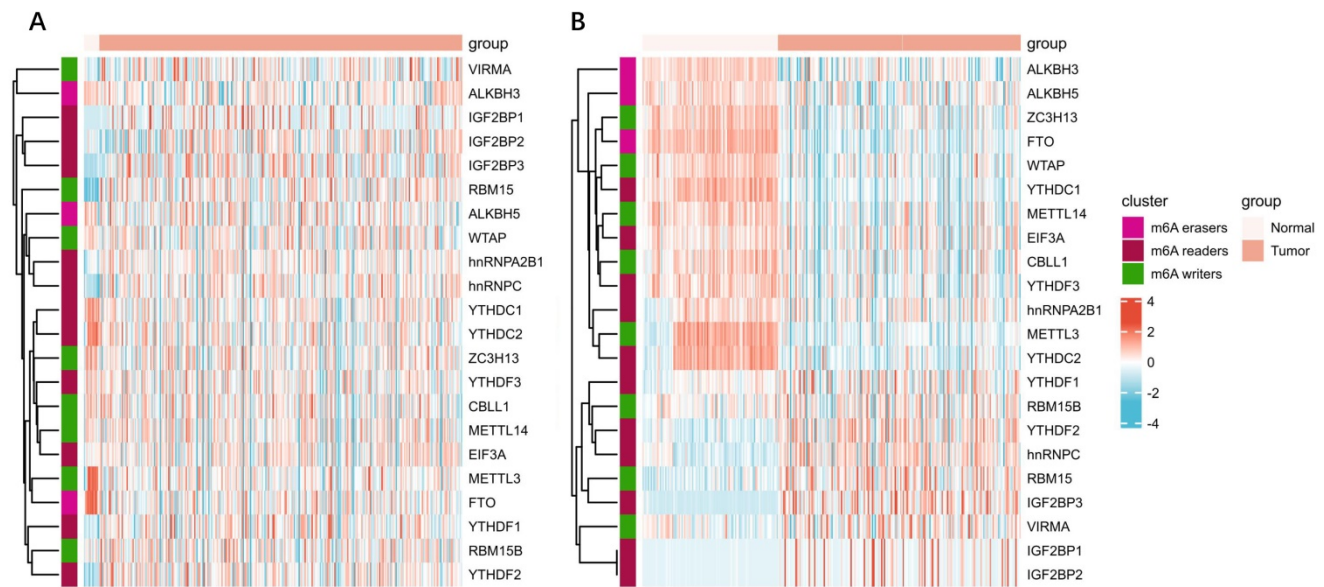 A
group
VIRMA
ALKBH3
IGF2BP1
IGF2BP2
IGF2BP3
RBM15
ALKBH5
WTAP
hnRNPA2B1
hnRNPC
YTHDC1
YTHDC2
ZC3H13
YTHDF3
CBLL1
METTL14
EIF3A
METTL3
FTO
YTHDF1
RBM15B
YTHDF2
B
group
ALKBH3
ALKBH5
ZC3H13
FTO
WTAP
YTHDC1
METTL14
EIF3A
CBLL1
YTHDF3
hnRNPA2B1
METTL3
YTHDC2
YTHDF1
RBM15B
YTHDF2
hnRNPC
RBM15
IGF2BP3
VIRMA
IGF2BP1
IGF2BP2
cluster
m6A erasers
m6A readers
m6A writers
group
Normal
Tumor
4
2
0
-2
-4